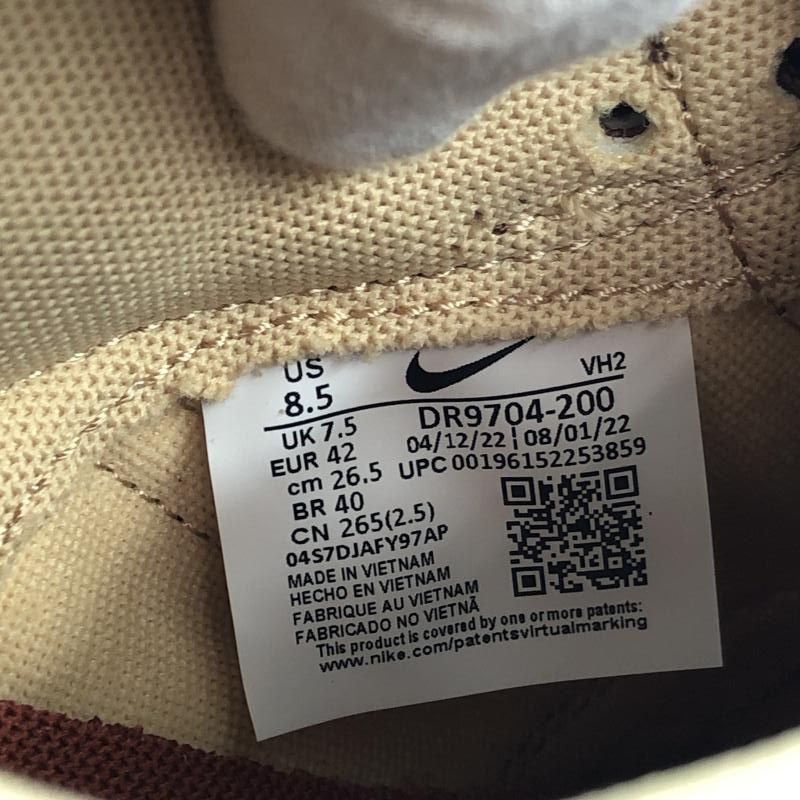 US
8.5
VH2
UK 7.5
DR9704-200
EUR 42
04/12/22 | 08/01/22
cm 26.5
UPC 00196152253859
BR 40
CN 265(2.5)
04S7DJAFY97AP
MADE IN VIETNAM
HECHO EN VIETNAM
FABRIQUE AU VIETNAM
FABRICADO NO VIETNÃ
This product is covered by one or more patents:
www.nike.com/patentsvirtualmarking